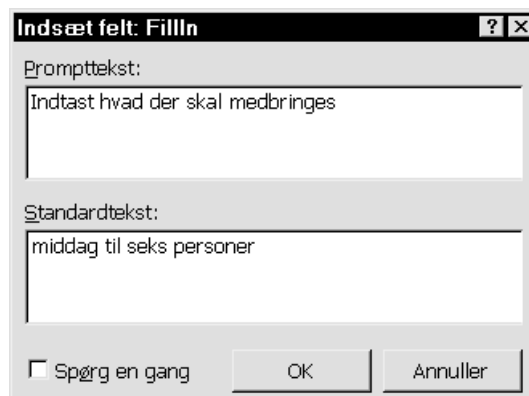 Indsæt felt: FillIn
Prompttekst:
Indtast hvad der skal medbringes
Standardtekst:
middag til seks personer
Spørg en gang
OK
Annuller